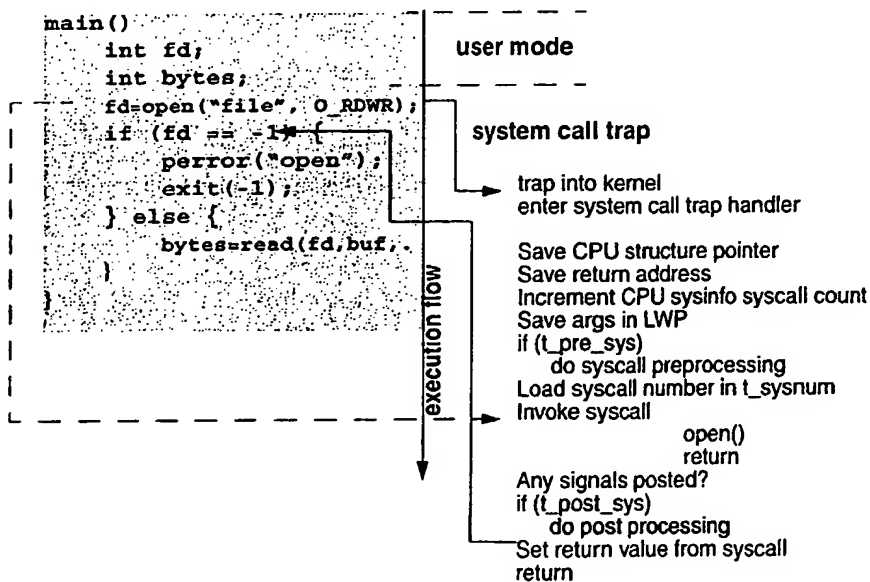 main()
int fd;
int bytes;
fd=open("file", O_RDWR);
if (fd == -1) {
perror("open");
exit(-1);
} else {
bytes=read(fd,buf,.
}
}
user mode
system call trap
execution flow
trap into kernel
enter system call trap handler
Save CPU structure pointer
Save return address
Increment CPU sysinfo syscall count
Save args in LWP
if (t_pre_sys)
do syscall preprocessing
Load syscall number in t_sysnum
Invoke syscall
open()
return
Any signals posted?
if (t_post_sys)
do post processing
Set return value from syscall
return